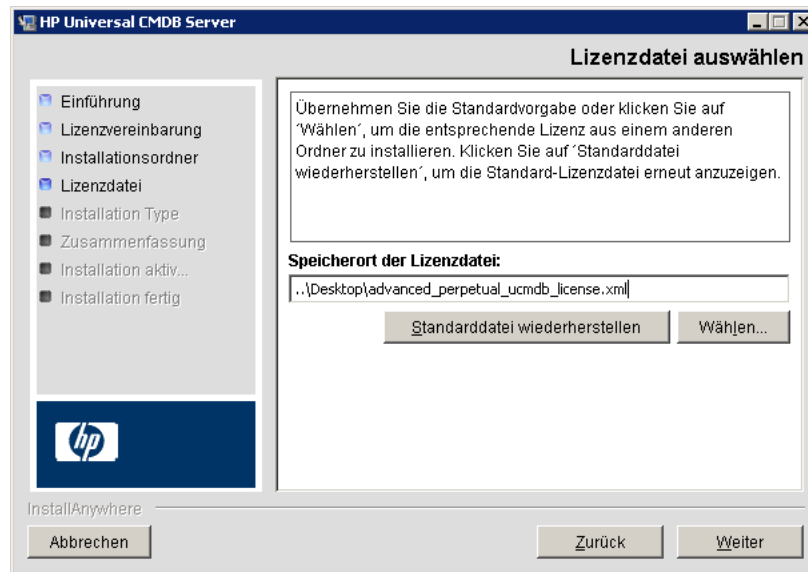 HP Universal CMDB Server
Lizenzdatei auswählen
Einführung
Lizenzvereinbarung
Installationsordner
Lizenzdatei
Installation Type
Zusammenfassung
Installation aktiv...
Installation fertig
Übernehmen Sie die Standardvorgabe oder klicken Sie auf
´Wählen´, um die entsprechende Lizenz aus einem anderen
Ordner zu installieren. Klicken Sie auf ´Standarddatei
wiederherstellen´, um die Standard-Lizenzdatei erneut anzuzeigen.
Speicherort der Lizenzdatei:
..\Desktop\advanced_perpetual_ucmdb_license.xml
Standarddatei wiederherstellen
Wählen...
hp
InstallAnywhere
Abbrechen
Zurück
Weiter